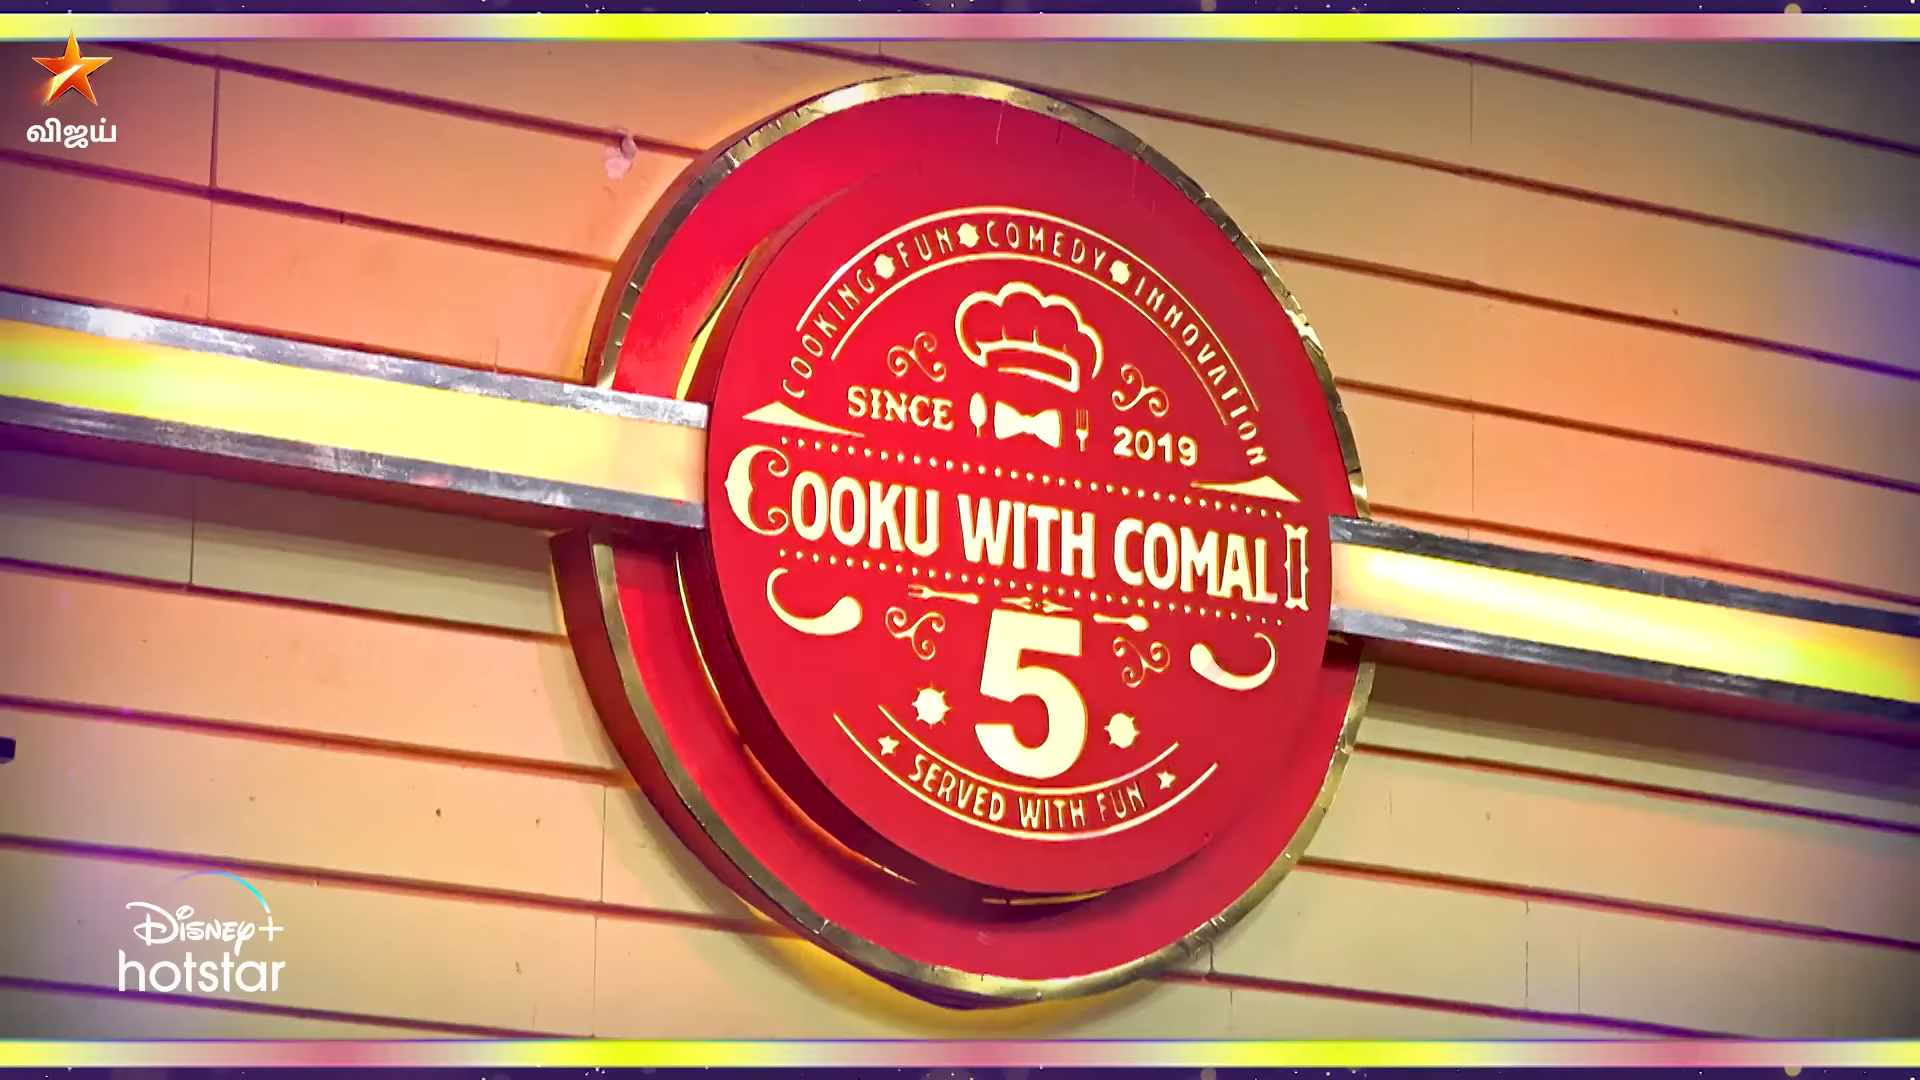 விஜய்
COOKING FUN COMEDY INNOVATION
SINCE 2019
COOKU WITH COMALI
5
SERVED WITH FUN
Disney+
hotstar